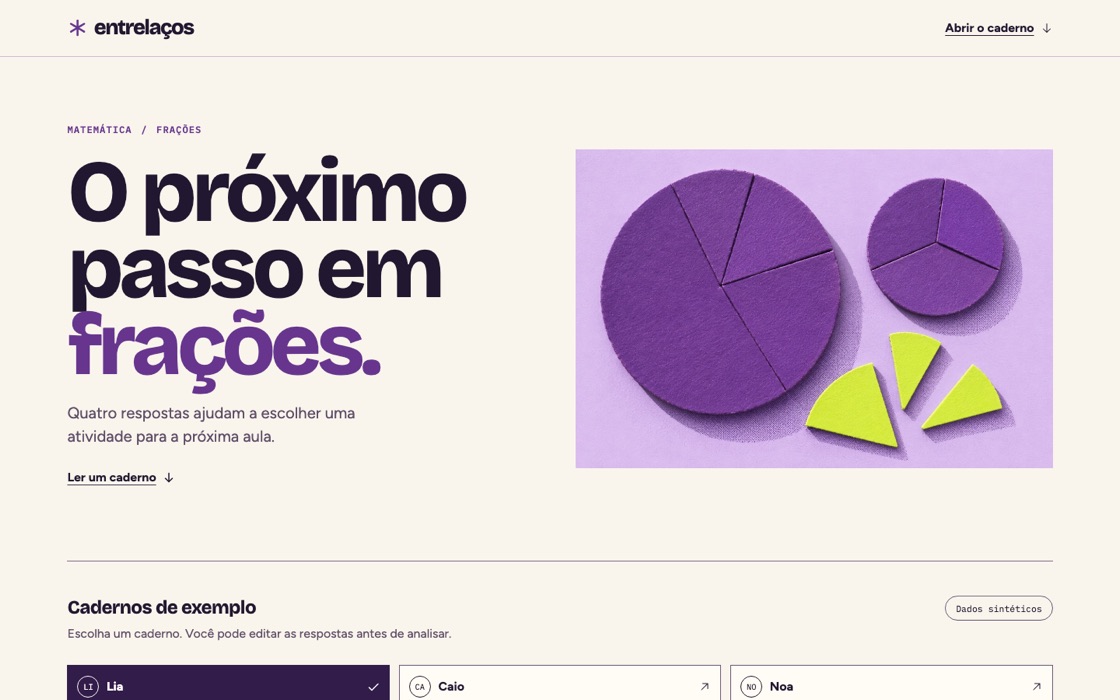 entrelaços
Abrir o caderno ↓
MATEMÁTICA / FRAÇÕES
O próximo
passo em
frações.
Quatro respostas ajudam a escolher uma
atividade para a próxima aula.
Ler um caderno ↓
Cadernos de exemplo
Dados sintéticos
Escolha um caderno. Você pode editar as respostas antes de analisar.
LI Lia
CA Caio
NO Noa